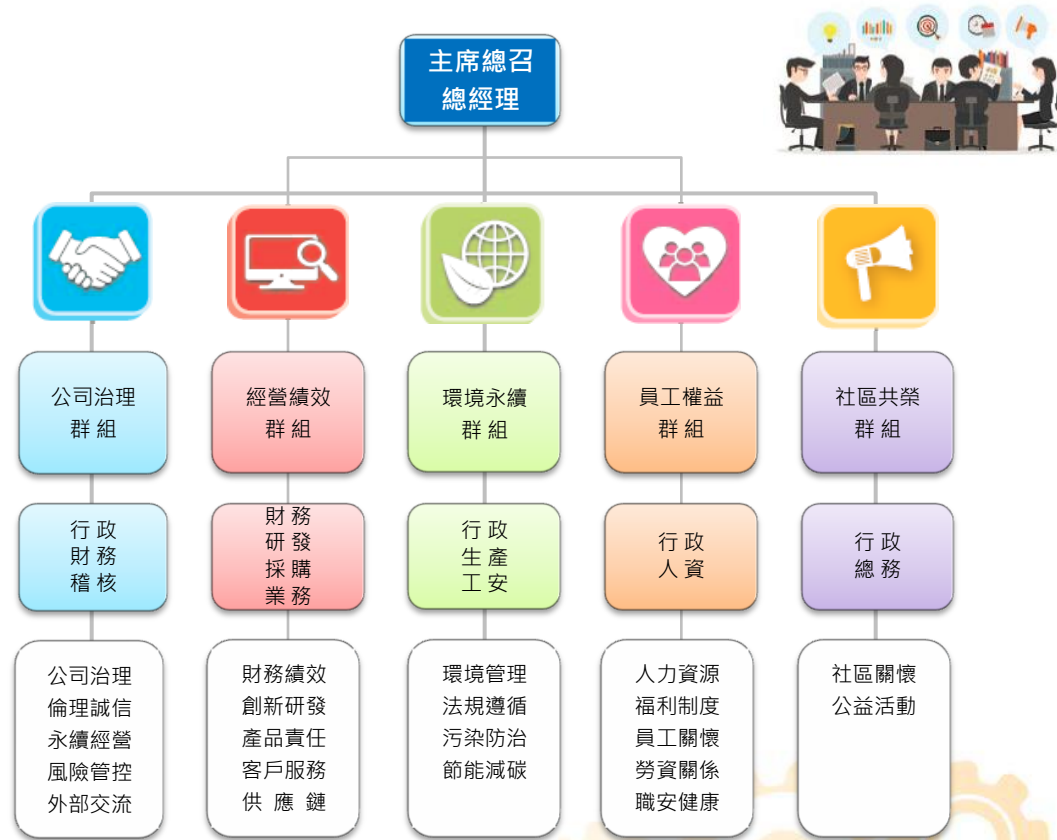 主席總召
總經理
公司治理
群組
行政
財務
稽核
公司治理
倫理誠信
永續經營
風險管控
外部交流
經營績效
群組
財務
研發
採購
業務
財務績效
創新研發
產品責任
客戶服務
供應鏈
環境永續
群組
行政
生產
工安
環境管理
法規遵循
污染防治
節能減碳
員工權益
群組
行政
人資
人力資源
福利制度
員工關懷
勞資關係
職安健康
社區共榮
群組
行政
總務
社區關懷
公益活動